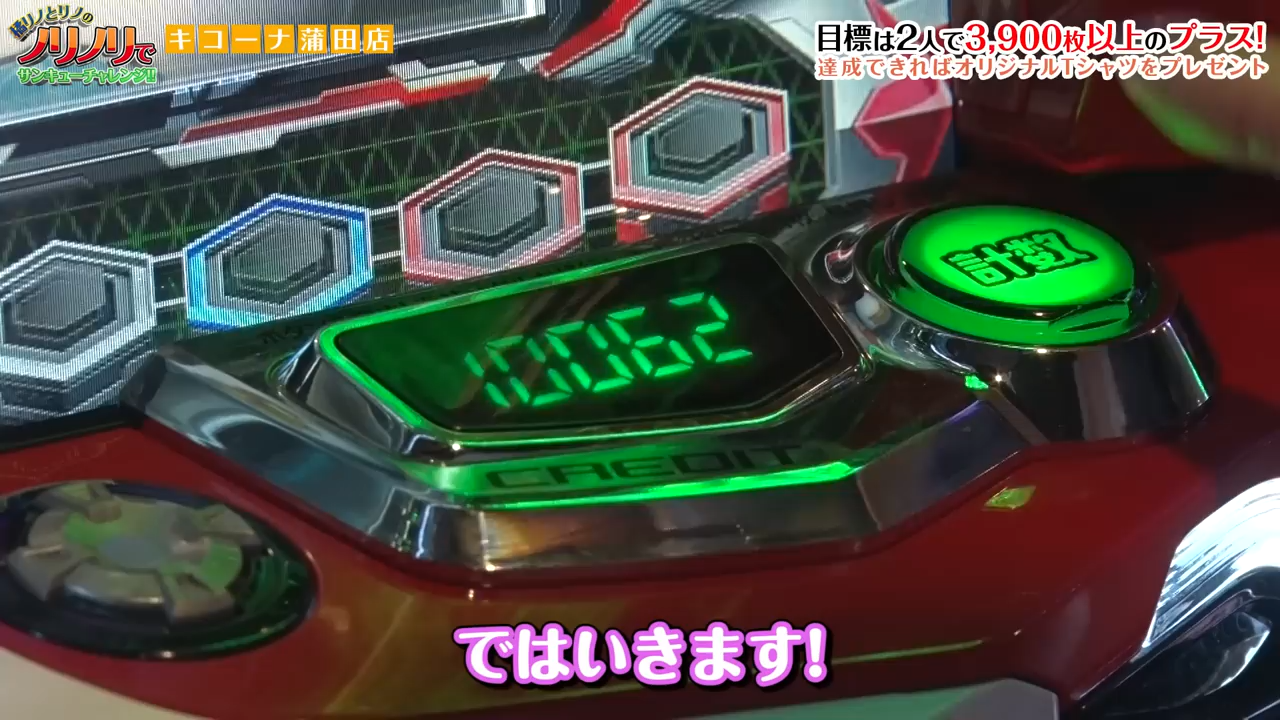 沖リノとリノの
ノリノリで
サンキューチャレンジ!!
キコーナ蒲田店
目標は2人で3,900枚以上のプラス!
達成できればオリジナルTシャツをプレゼント
計数
10062
CREDIT
ではいきます!